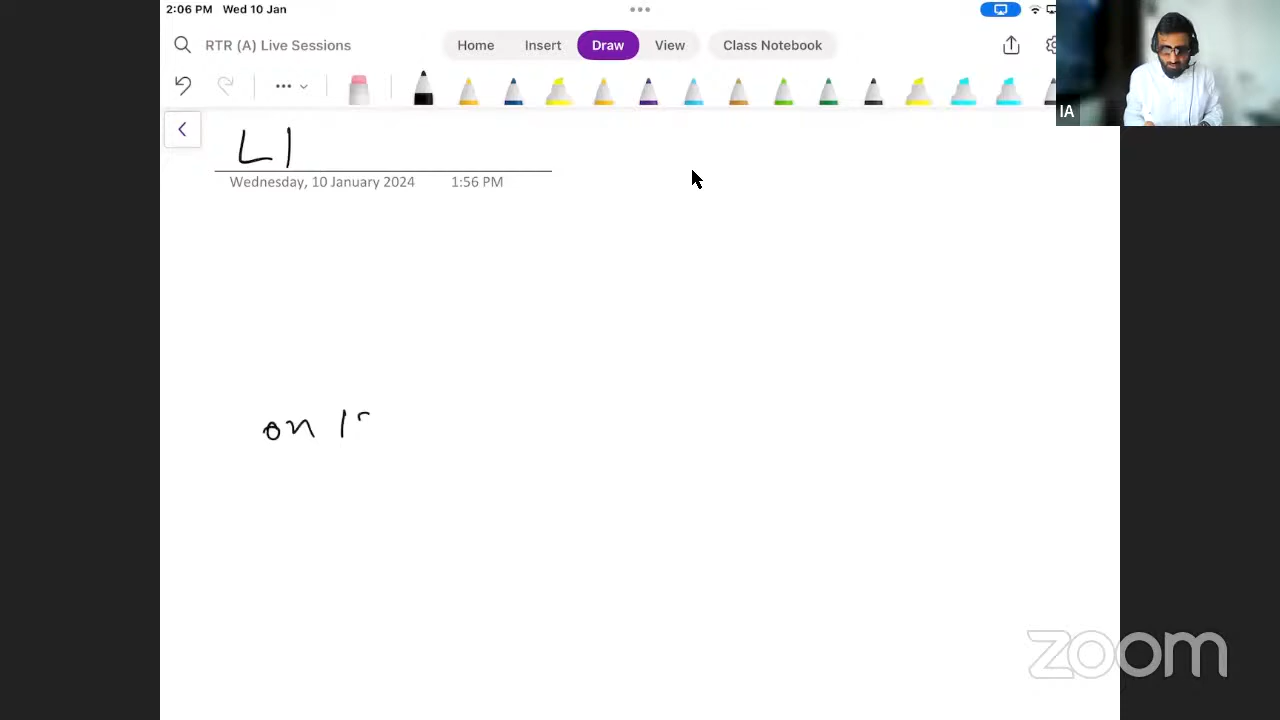 2:06 PM Wed 10 Jan
RTR (A) Live Sessions
Home Insert Draw View Class Notebook
IA
L1
Wednesday, 10 January 2024 1:56 PM
on
zoom